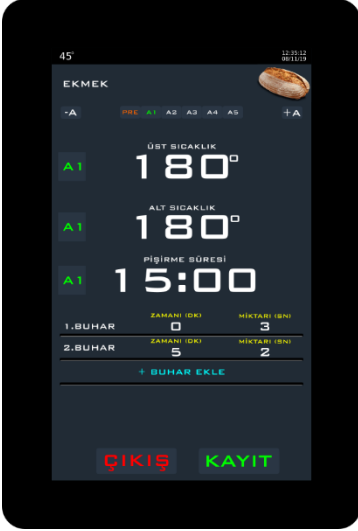 45°
12:35:12
08/11/19
EKMEK
-A PRE A1 A2 A3 A4 A5 +A
ÜST SICAKLIK
A1 180°
ALT SICAKLIK
A1 180°
PİŞİRME SÜRESİ
A1 15:00
ZAMANI (DK) MİKTARI (SN)
1.BUHAR 0 3
ZAMANI (DK) MİKTARI (SN)
2.BUHAR 5 2
+ BUHAR EKLE
ÇIKIŞ KAYIT